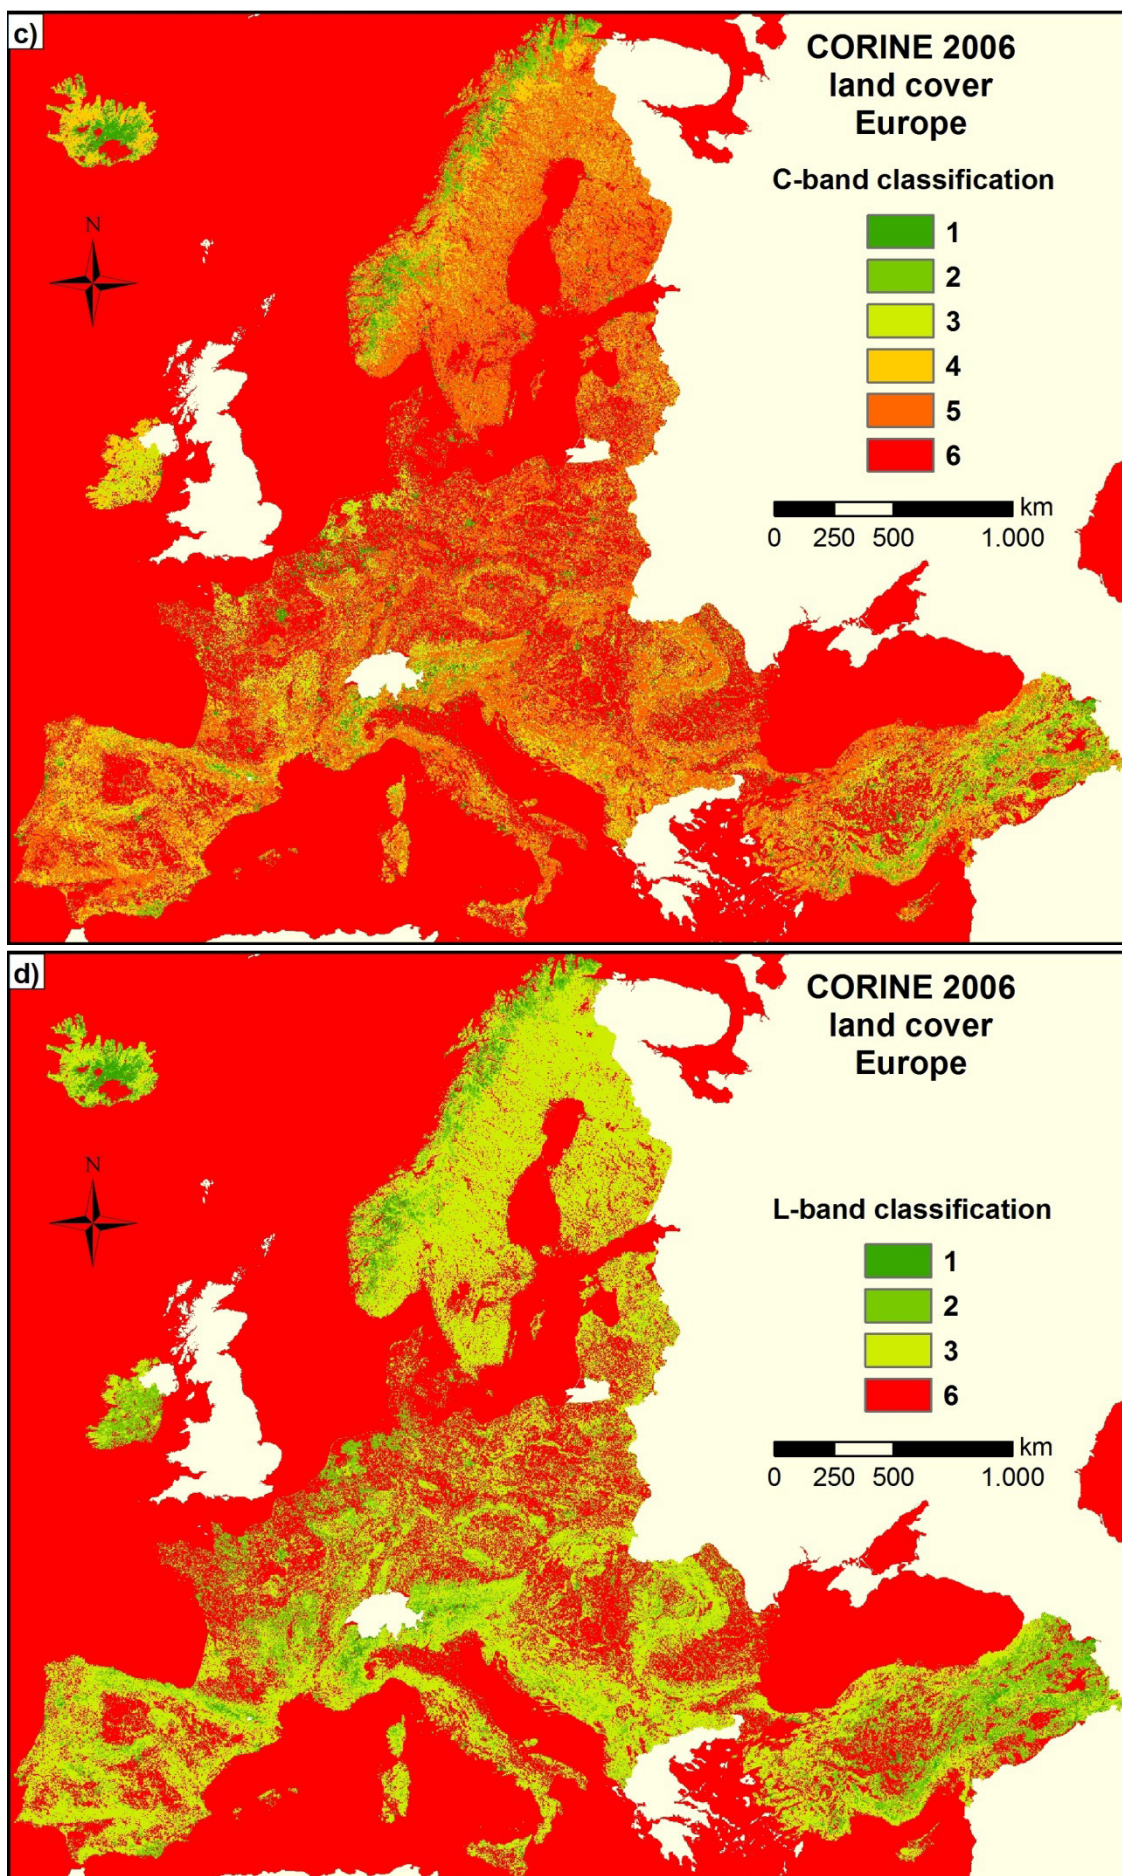 c)
CORINE 2006
land cover
Europe
C-band classification
1
2
3
4
5
6
N
km
0 250 500 1.000
d)
CORINE 2006
land cover
Europe
N
L-band classification
1
2
3
6
km
0 250 500 1.000